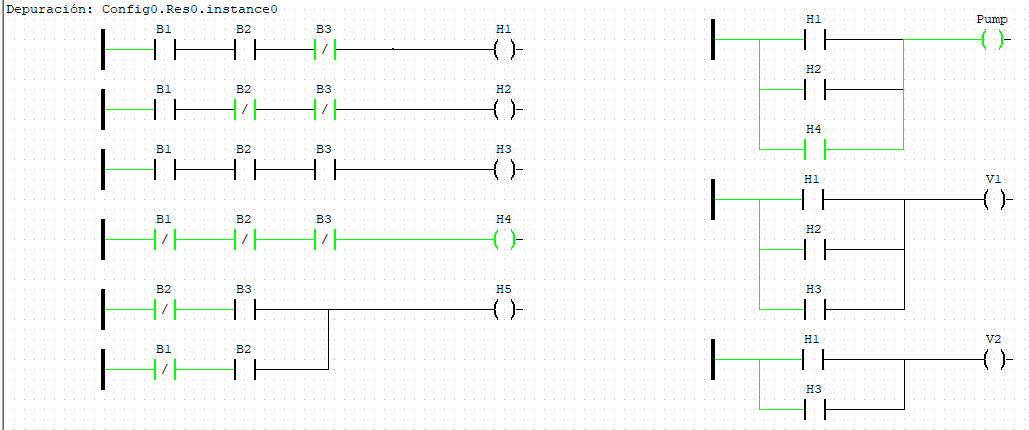 Depuración: Config0.Res0.instance0
B1 B2 B3 H1
/
B1 B2 B3 H2
/ /
B1 B2 B3 H3
B1 B2 B3 H4
/ / /
B2 B3 H5
/
B1 B2
/
H1 Pump
H2
H4
H1 V1
H2
H3
H1 V2
H3